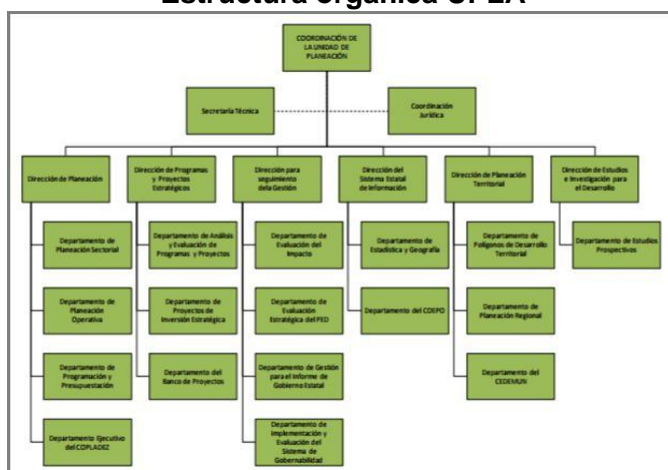 Estructura orgánica UPLA
COORDINACIÓN DE
LA UNIDAD DE
PLANEACIÓN
Secretaría Técnica
Coordinación
Jurídica
Dirección de Planeación
Dirección de Programas
y Proyectos
Estratégicos
Dirección para
seguimiento
dela Gestión
Dirección del
Sistema Estatal
de Información
Dirección de Planeación
Territorial
Dirección de Estudios
e Investigación para
el Desarrollo
Departamento de
Planeación Sectorial
Departamento de Análisis
y Evaluación de
Programas y Proyectos
Departamento de
Evaluación del
Impacto
Departamento de
Estadística y Geografía
Departamento de
Polígonos de Desarrollo
Territorial
Departamento de Estudios
Prospectivos
Departamento de
Planeación
Operativa
Departamento de
Proyectos de
Inversión Estratégica
Departamento de
Evaluación
Estratégica del PED
Departamento del COEPO
Departamento de
Planeación Regional
Departamento de
Programación y
Presupuestación
Departamento del
Banco de Proyectos
Departamento de Gestión
para el Informe de
Gobierno Estatal
Departamento del
CEDEMUN
Departamento Ejecutivo
del COPLADEZ
Departamento de
Implementación y
Evaluación del
Sistema de
Gobernabilidad